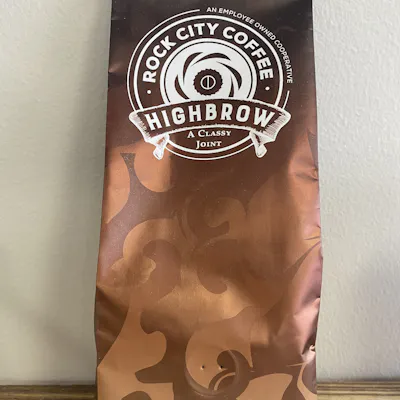 AN EMPLOYEE OWNED COOPERATIVE
• ROCK CITY COFFEE •
HIGHBROW
A CLASSY
JOINT